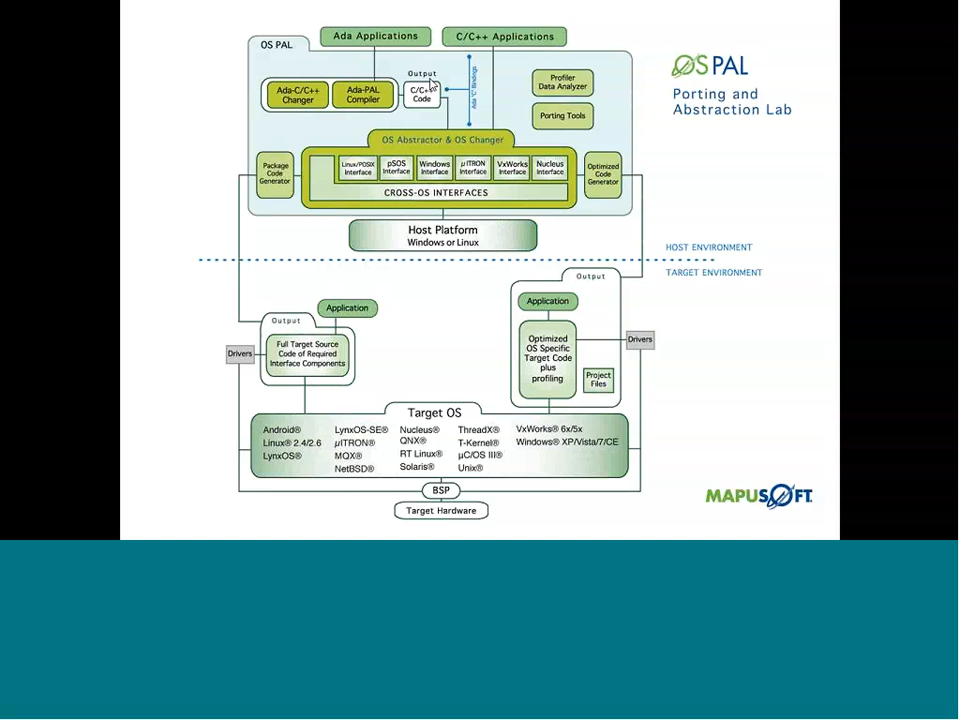 Ada Applications
C/C++ Applications
OS PAL
Output
Ada-C/C++
Changer
Ada-PAL
Compiler
C/C++
Code
Ada 'C' Bindings
Profiler
Data Analyzer
Porting Tools
OS PAL
Porting and
Abstraction Lab
OS Abstractor & OS Changer
Package
Code
Generator
Linux/POSIX
Interface
pSOS
Interface
Windows
Interface
µITRON
Interface
VxWorks
Interface
Nucleus
Interface
Optimized
Code
Generator
CROSS-OS INTERFACES
Host Platform
Windows or Linux
HOST ENVIRONMENT
TARGET ENVIRONMENT
Output
Application
Output
Application
Drivers
Full Target Source
Code of Required
Interface Components
Optimized
OS Specific
Target Code
plus
profiling
Drivers
Project
Files
Target OS
Android®
Linux® 2.4/2.6
LynxOS®
LynxOS-SE®
µITRON®
MQX®
NetBSD®
Nucleus®
QNX®
RT Linux®
Solaris®
ThreadX®
T-Kernel®
µC/OS III®
Unix®
VxWorks® 6x/5x
Windows® XP/Vista/7/CE
BSP
Target Hardware
MAPUSOFT